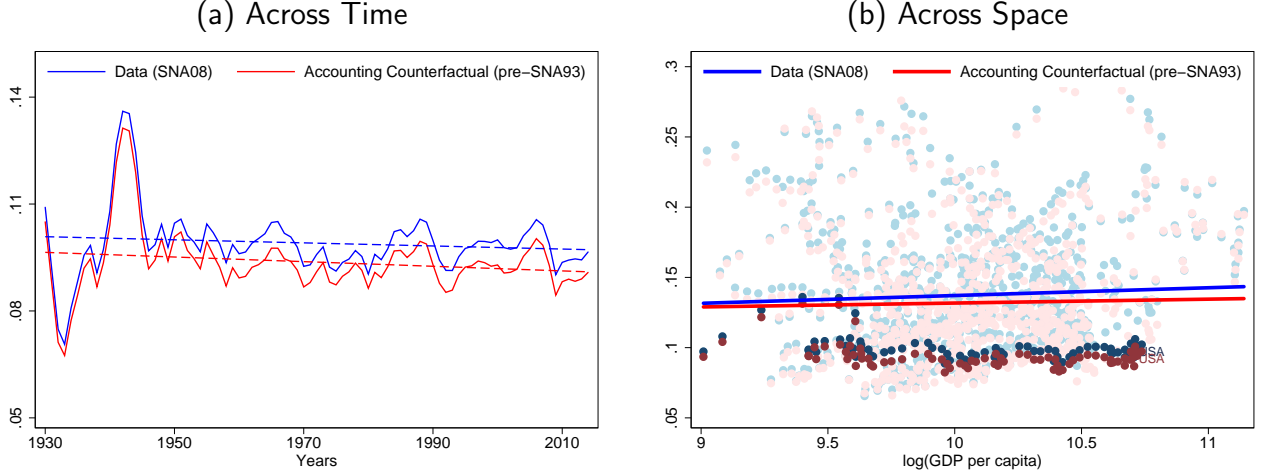 (a) Across Time
Data (SNA08)
Accounting Counterfactual (pre−SNA93)
.14
.11
.08
.05
1930
1950
1970
1990
2010
Years
(b) Across Space
Data (SNA08)
Accounting Counterfactual (pre−SNA93)
.3
.25
.2
.15
.1
.05
USA
USA
9
9.5
10
10.5
11
log(GDP per capita)